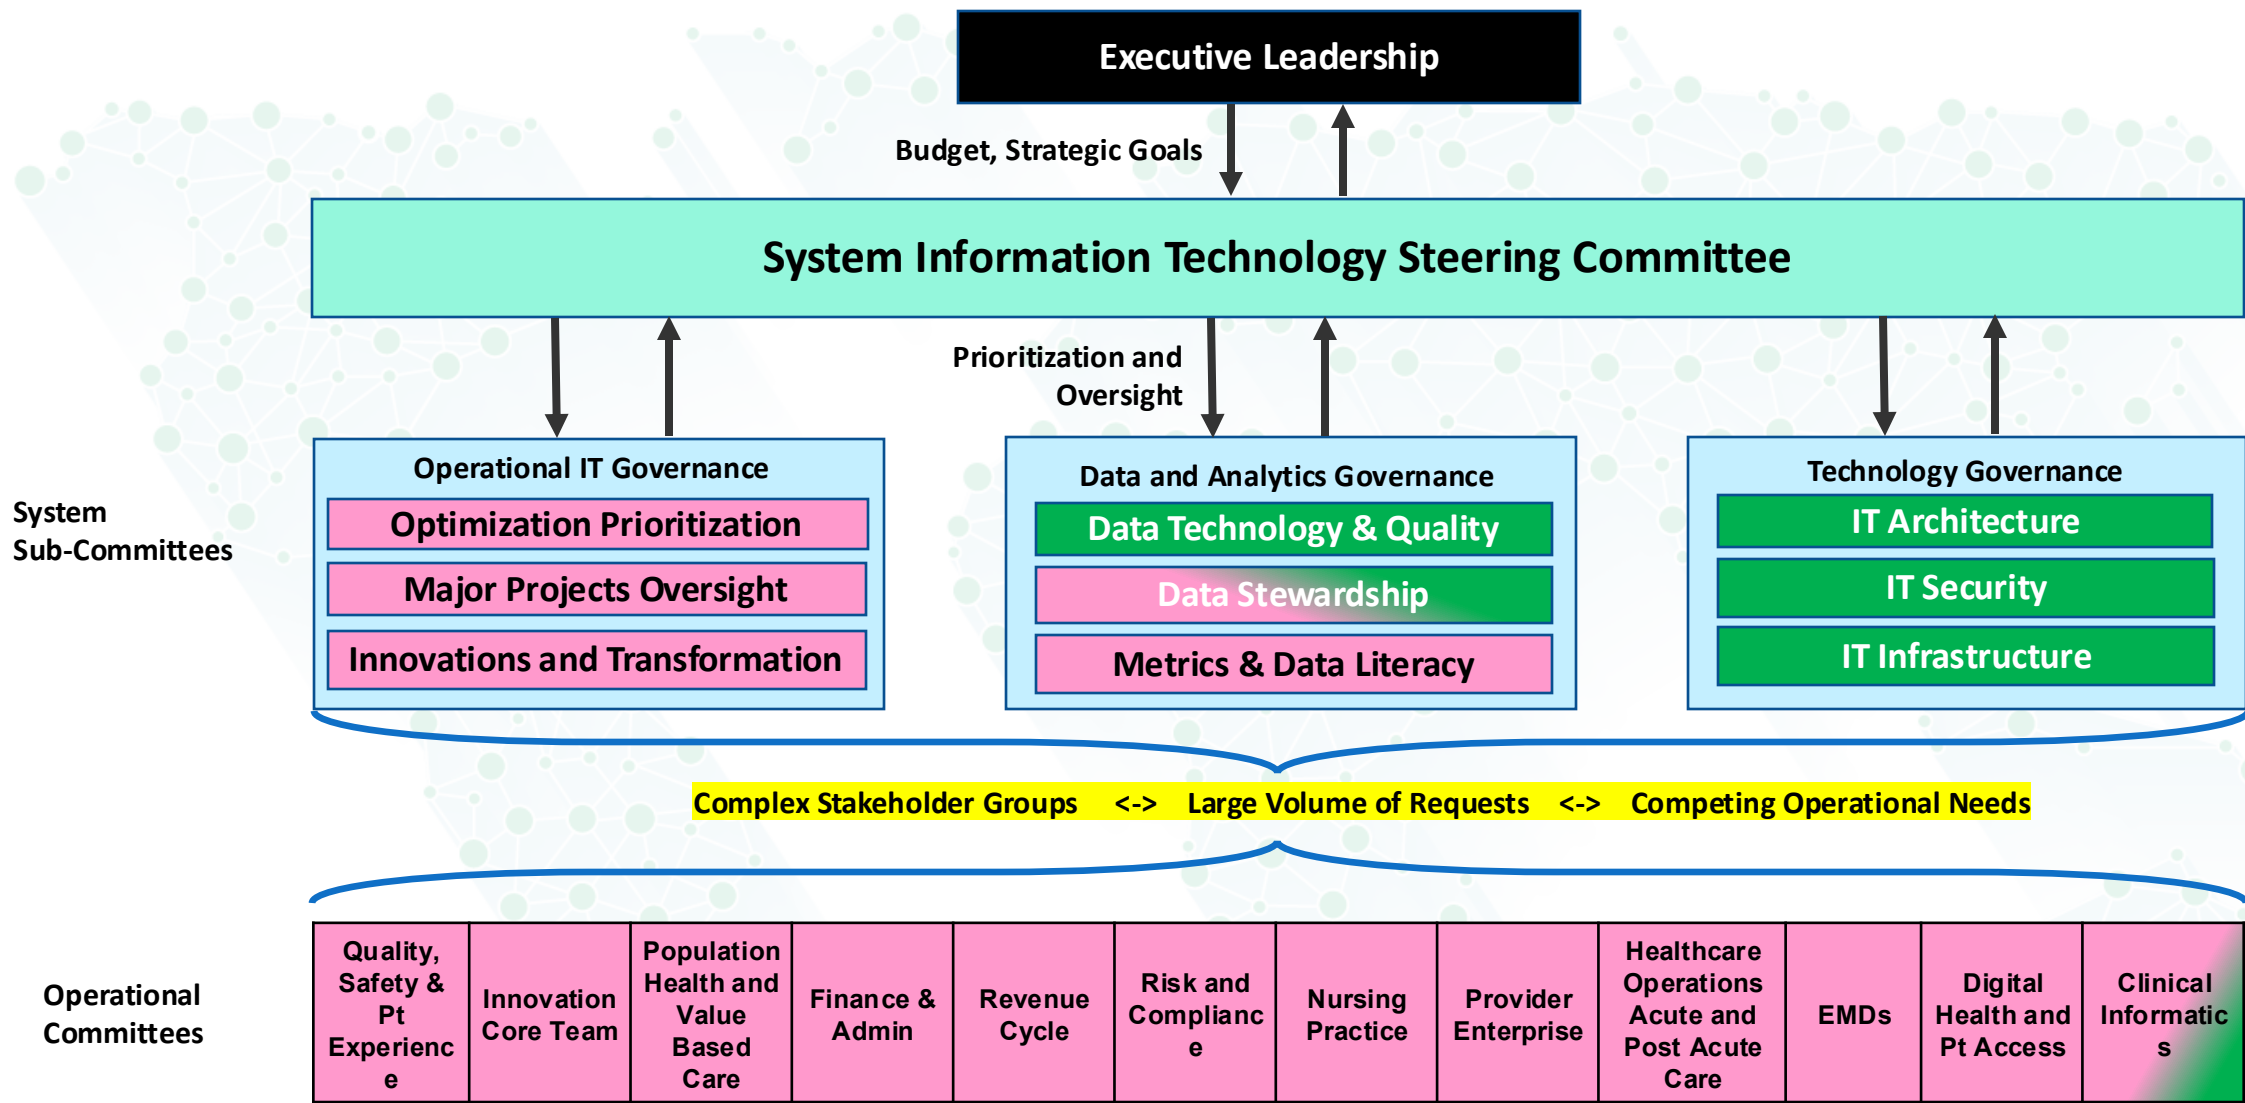 Executive Leadership
Budget, Strategic Goals
System Information Technology Steering Committee
Prioritization and
Oversight
System
Sub-Committees
Operational IT Governance
Optimization Prioritization
Major Projects Oversight
Innovations and Transformation
Data and Analytics Governance
Data Technology & Quality
Data Stewardship
Metrics & Data Literacy
Technology Governance
IT Architecture
IT Security
IT Infrastructure
Complex Stakeholder Groups <-> Large Volume of Requests <-> Competing Operational Needs
Operational
Committees
Quality,
Safety &
Pt
Experienc
e
Innovation
Core Team
Population
Health and
Value
Based
Care
Finance &
Admin
Revenue
Cycle
Risk and
Complianc
e
Nursing
Practice
Provider
Enterprise
Healthcare
Operations
Acute and
Post Acute
Care
EMDs
Digital
Health and
Pt Access
Clinical
Informatic
s